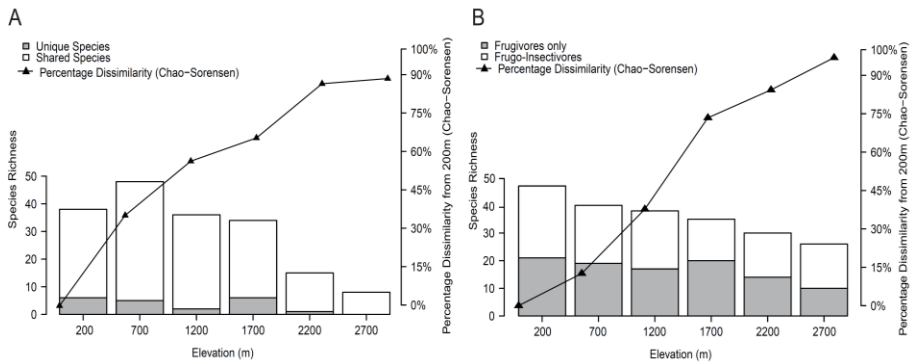 A
Unique Species
Shared Species
Percentage Dissimilarity (Chao−Sorensen)
Species Richness
50
40
30
20
10
0
100%
90%
75%
60%
45%
30%
15%
0%
Percentage Dissimilarity from 200m (Chao−Sorensen)
200 700 1200 1700 2200 2700
Elevation (m)
B
Frugivores only
Frugo-Insectivores
Percentage Dissimilarity (Chao−Sorensen)
Species Richness
50
40
30
20
10
0
100%
90%
75%
60%
45%
30%
15%
0%
Percentage Dissimilarity from 200m (Chao−Sorensen)
200 700 1200 1700 2200 2700
Elevation (m)